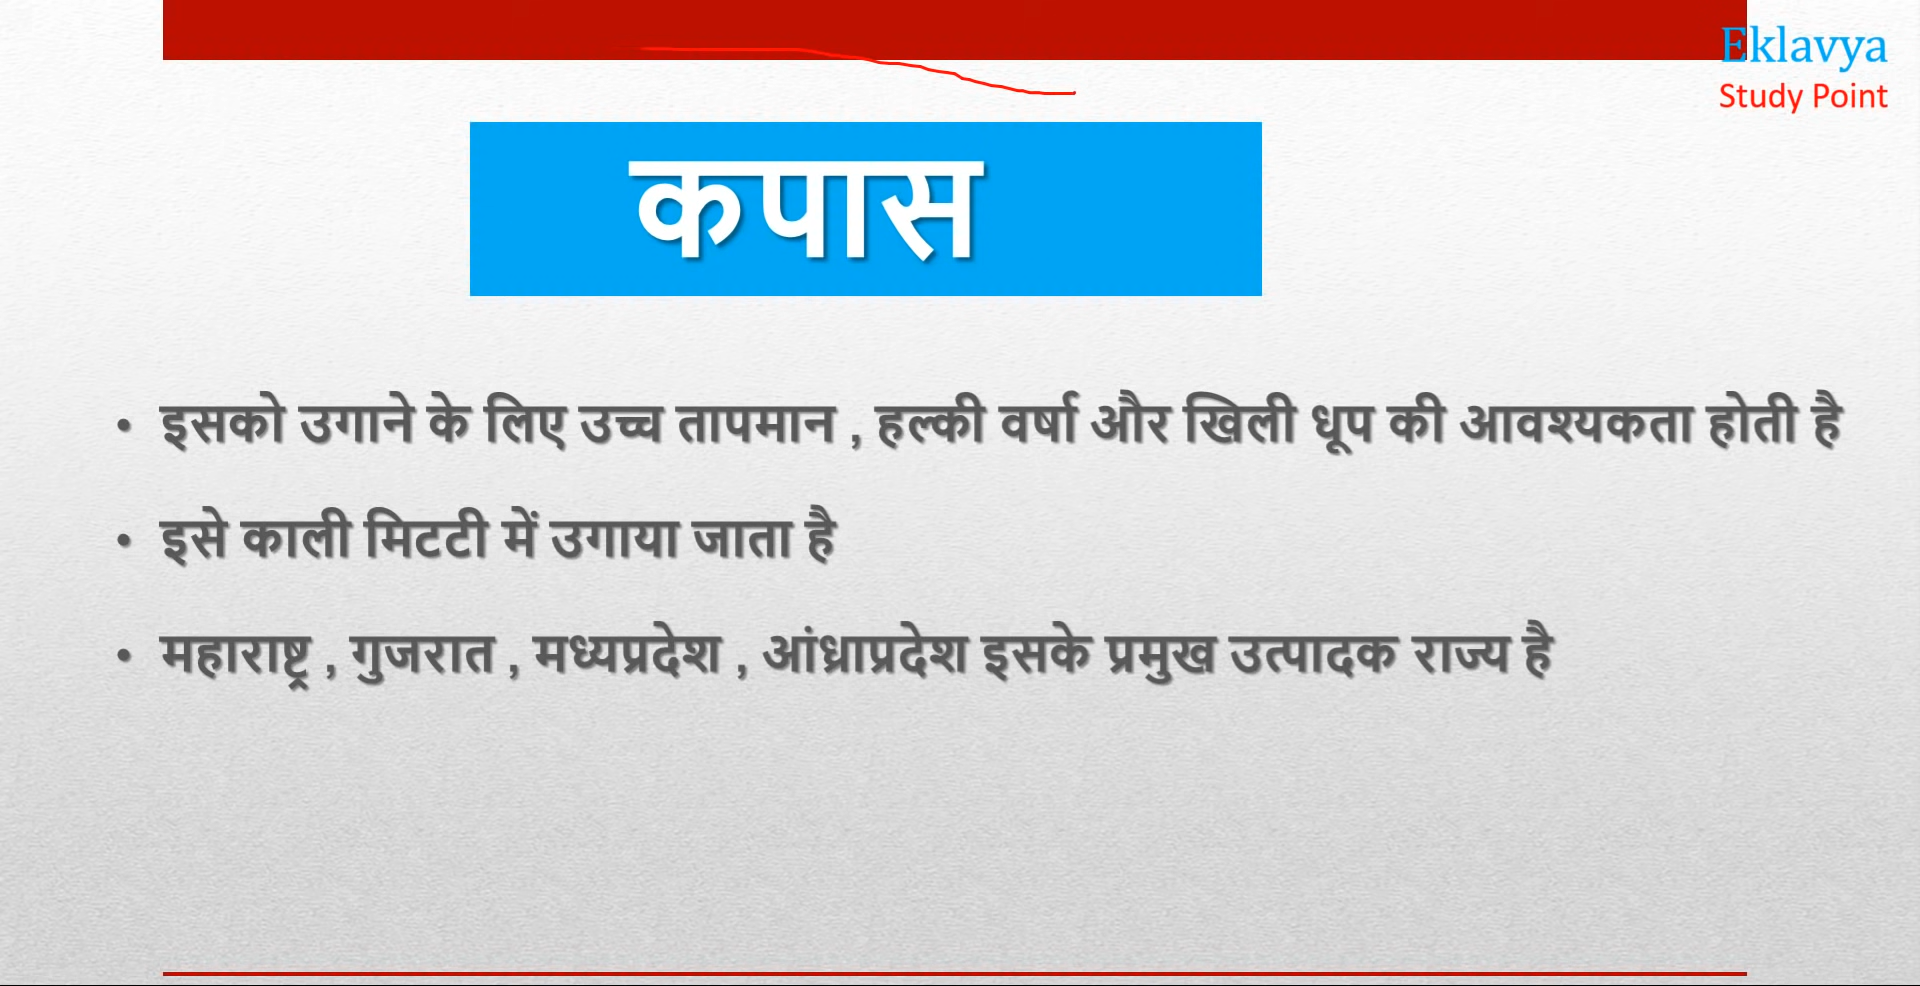 Eklavya
Study Point
कपास
• इसको उगाने के लिए उच्च तापमान , हल्की वर्षा और खिली धूप की आवश्यकता होती है
• इसे काली मिटटी में उगाया जाता है
• महाराष्ट्र , गुजरात , मध्यप्रदेश , आंध्राप्रदेश इसके प्रमुख उत्पादक राज्य है